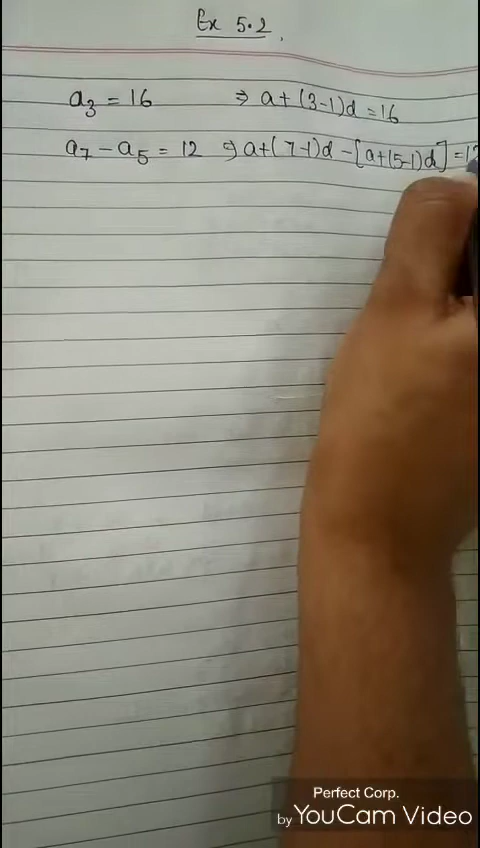 Ex 5.2.
a₃ = 16 ⇒ a+(3-1)d = 16
a₇ - a₅ = 12 ⇒ a+(7-1)d - [a+(5-1)d] = 12
Perfect Corp.
by YouCam Video